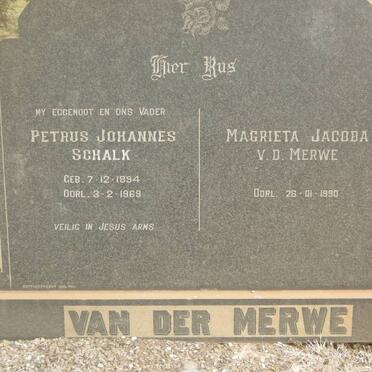 Hier Rus
MY EGGENOOT EN ONS VADER
PETRUS JOHANNES
SCHALK
GEB. 7-12-1894
OORL. 3-2-1969
VEILIG IN JESUS ARMS
MAGRIETA JACOBA
V.D. MERWE
OORL. 26-01-1990
VAN DER MERWE